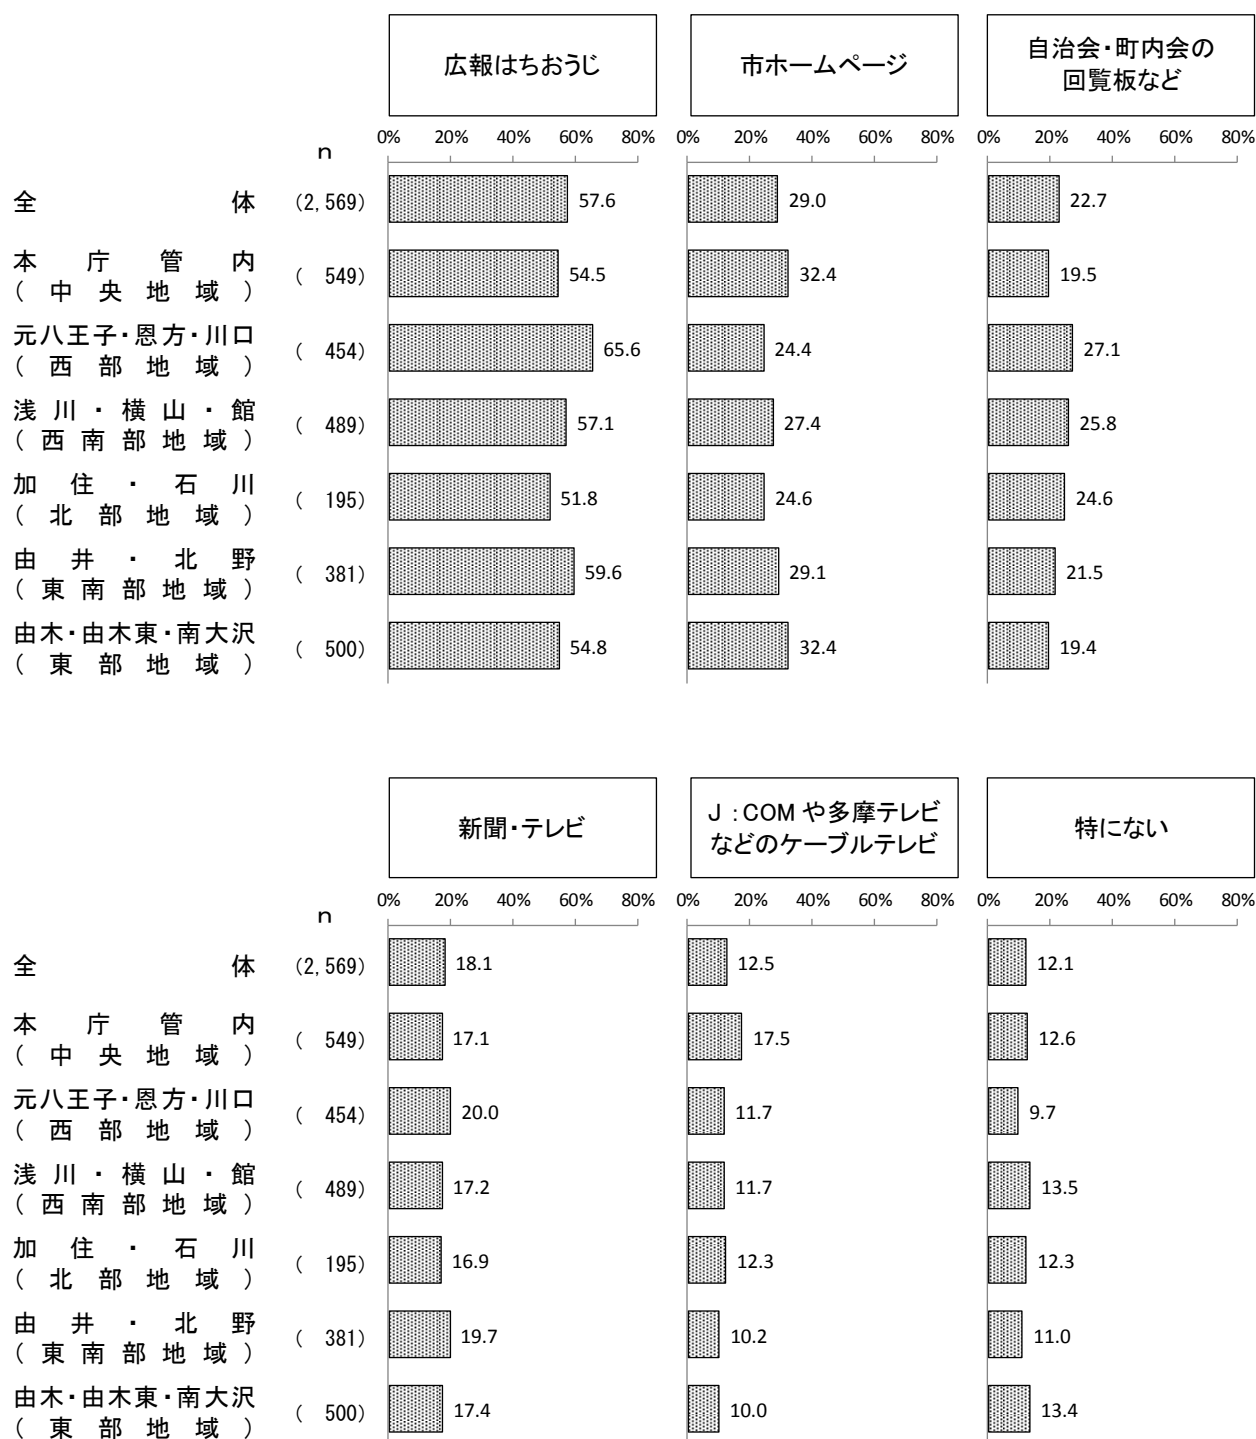 広報はちおうじ
市ホームページ
自治会・町内会の
回覧板など
0% 20% 40% 60% 80% 0% 20% 40% 60% 80% 0% 20% 40% 60% 80%
n
全体 (2,569) 57.6 29.0 22.7
本庁管内
(中央地域) ( 549) 54.5 32.4 19.5
元八王子・恩方・川口
(西部地域) ( 454) 65.6 24.4 27.1
浅川・横山・館
(西南部地域) ( 489) 57.1 27.4 25.8
加住・石川
(北部地域) ( 195) 51.8 24.6 24.6
由井・北野
(東南部地域) ( 381) 59.6 29.1 21.5
由木・由木東・南大沢
(東部地域) ( 500) 54.8 32.4 19.4
新聞・テレビ
J:COMや多摩テレビ
などのケーブルテレビ
特にない
0% 20% 40% 60% 80% 0% 20% 40% 60% 80% 0% 20% 40% 60% 80%
n
全体 (2,569) 18.1 12.5 12.1
本庁管内
(中央地域) ( 549) 17.1 17.5 12.6
元八王子・恩方・川口
(西部地域) ( 454) 20.0 11.7 9.7
浅川・横山・館
(西南部地域) ( 489) 17.2 11.7 13.5
加住・石川
(北部地域) ( 195) 16.9 12.3 12.3
由井・北野
(東南部地域) ( 381) 19.7 10.2 11.0
由木・由木東・南大沢
(東部地域) ( 500) 17.4 10.0 13.4